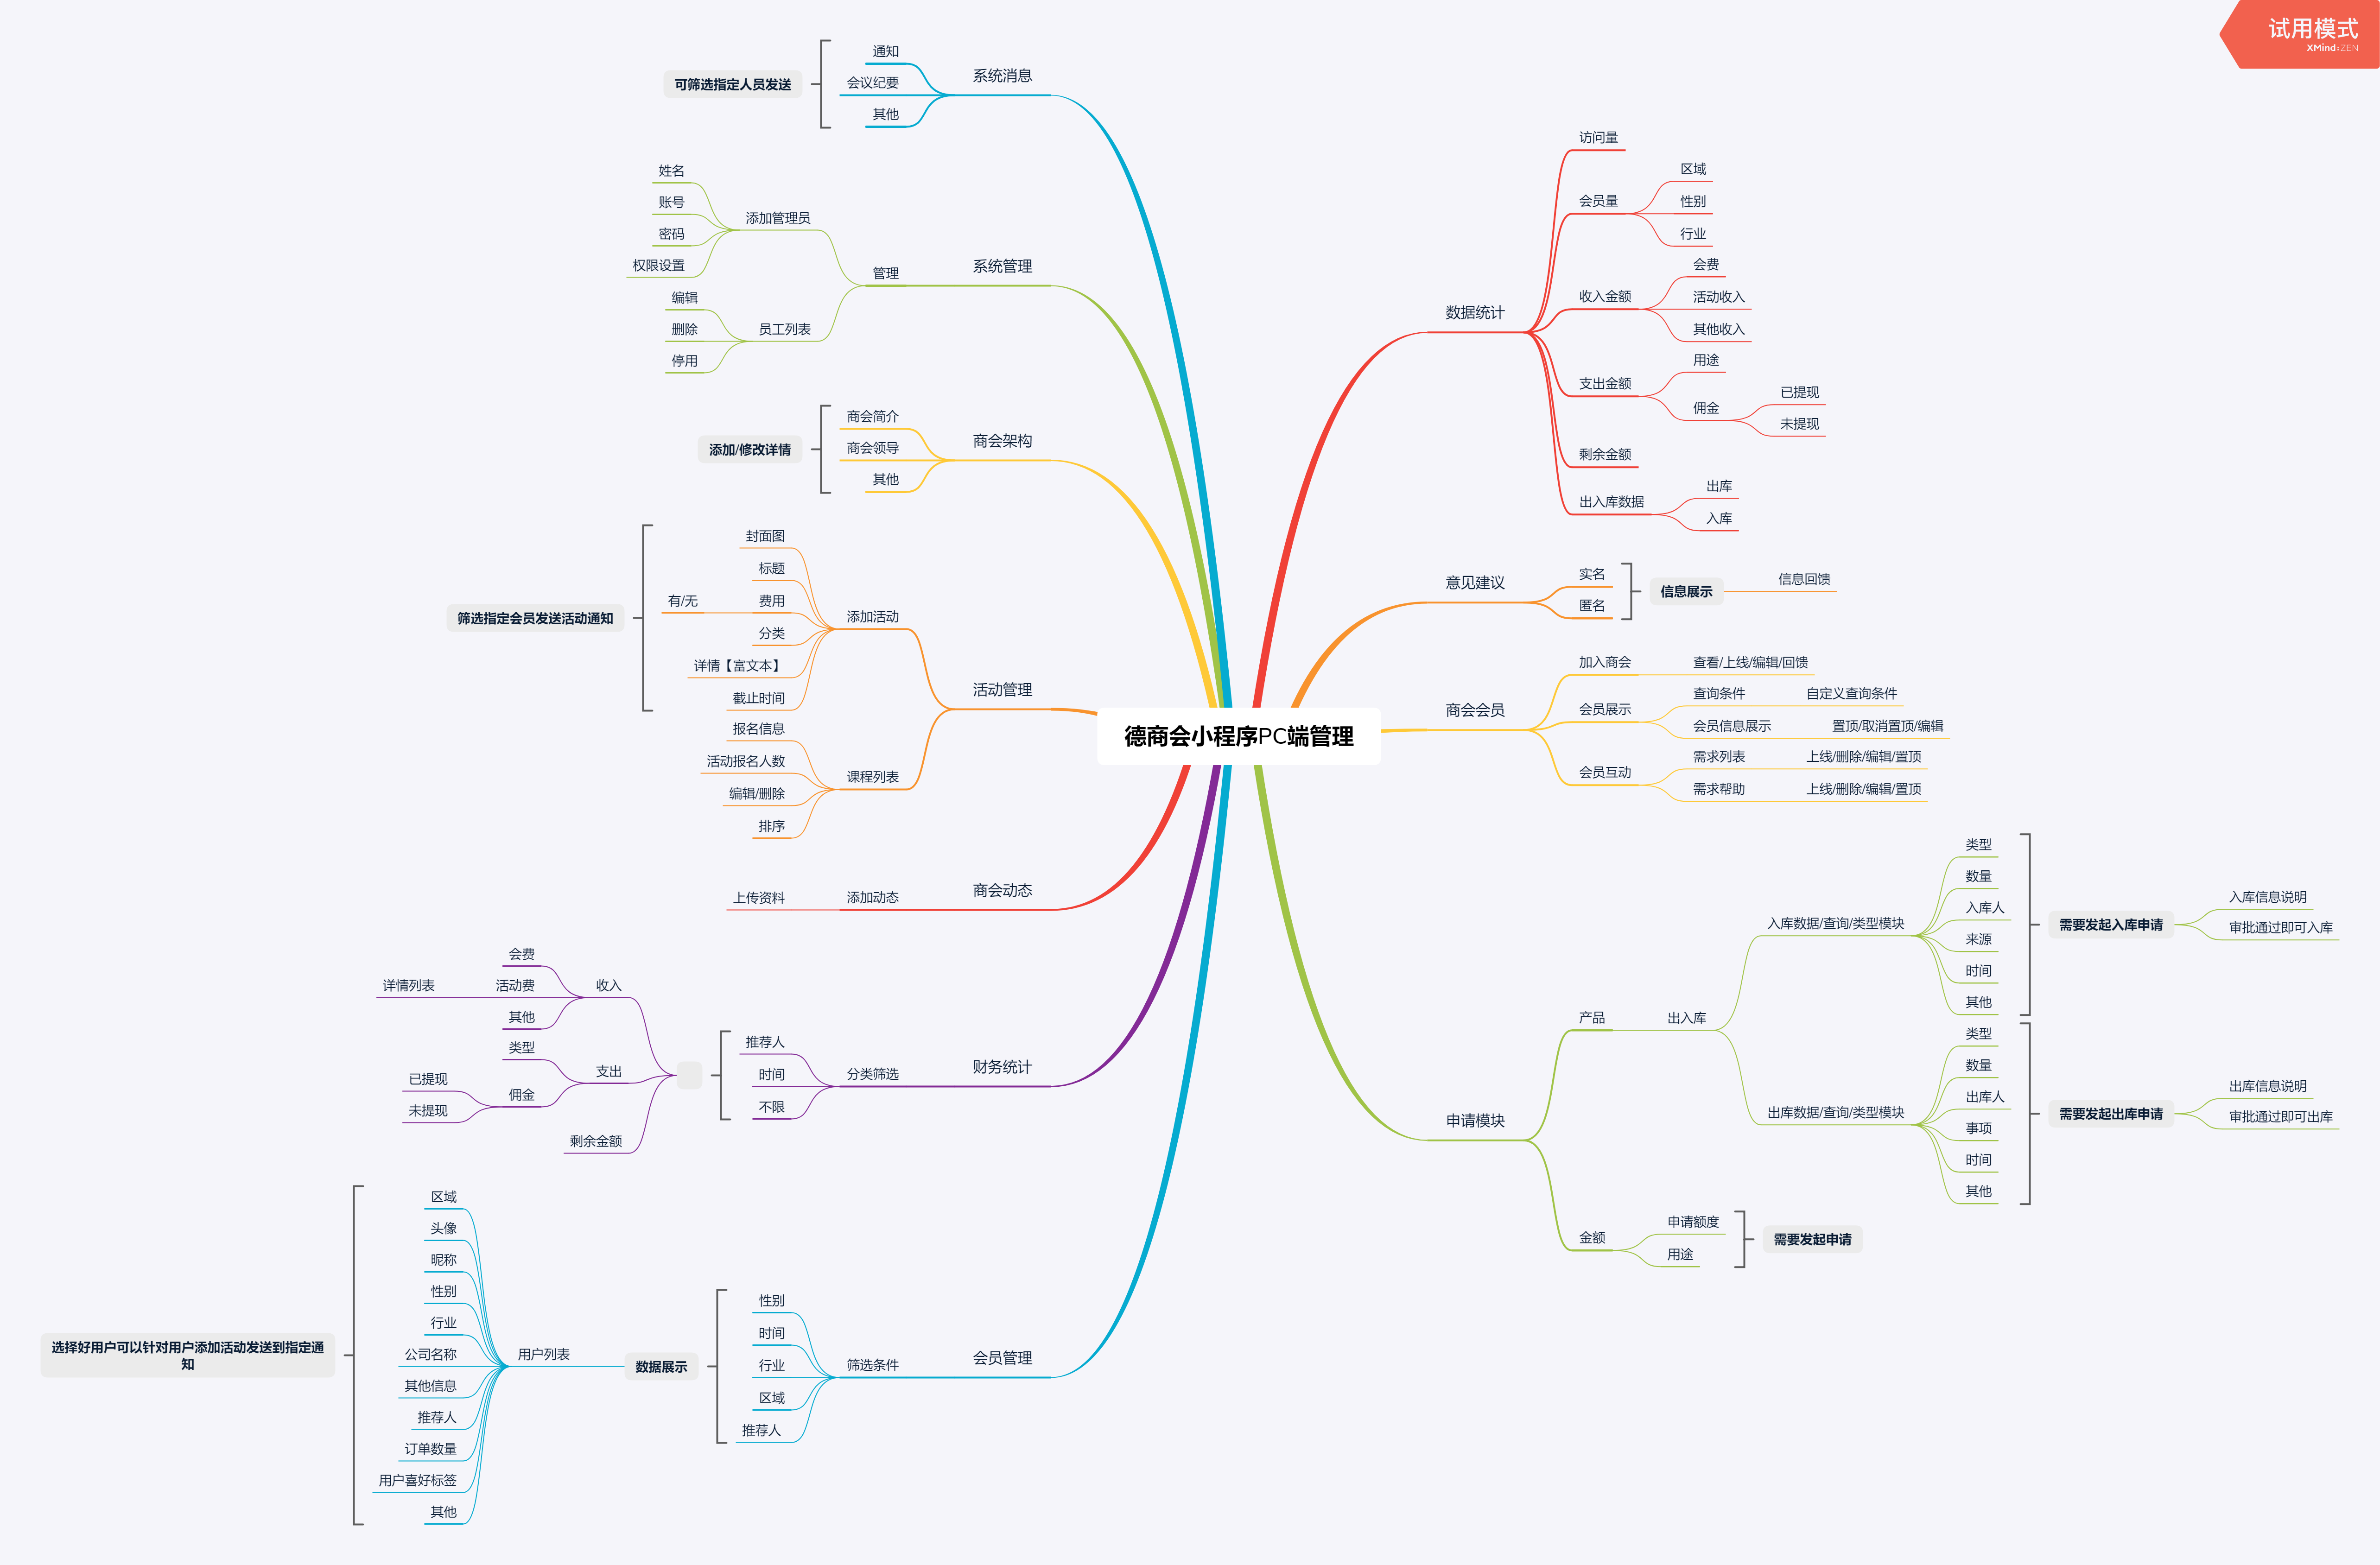 试用模式
XMind:ZEN
德商会小程序PC端管理
数据统计
访问量
会员量
区域
性别
行业
收入金额
会费
活动收入
其他收入
支出金额
用途
佣金
已提现
未提现
剩余金额
出入库数据
出库
入库
意见建议
实名
匿名
信息展示
信息回馈
商会会员
加入商会
查看/上线/编辑/回馈
会员展示
查询条件
自定义查询条件
会员信息展示
置顶/取消置顶/编辑
会员互动
需求列表
上线/删除/编辑/置顶
需求帮助
上线/删除/编辑/置顶
申请模块
产品
出入库
入库数据/查询/类型模块
类型
数量
入库人
来源
时间
其他
需要发起入库申请
入库信息说明
审批通过即可入库
出库数据/查询/类型模块
类型
数量
出库人
事项
时间
其他
需要发起出库申请
出库信息说明
审批通过即可出库
金额
申请额度
用途
需要发起申请
系统消息
通知
会议纪要
其他
可筛选指定人员发送
系统管理
管理
添加管理员
姓名
账号
密码
权限设置
员工列表
编辑
删除
停用
商会架构
商会简介
商会领导
其他
添加/修改详情
活动管理
添加活动
封面图
标题
费用
有/无
分类
详情【富文本】
截止时间
筛选指定会员发送活动通知
课程列表
报名信息
活动报名人数
编辑/删除
排序
商会动态
添加动态
上传资料
财务统计
分类筛选
推荐人
时间
不限
收入
会费
活动费
详情列表
其他
支出
类型
佣金
已提现
未提现
剩余金额
会员管理
筛选条件
性别
时间
行业
区域
推荐人
数据展示
用户列表
区域
头像
昵称
性别
行业
公司名称
其他信息
推荐人
订单数量
用户喜好标签
其他
选择好用户可以针对用户添加活动发送到指定通
知